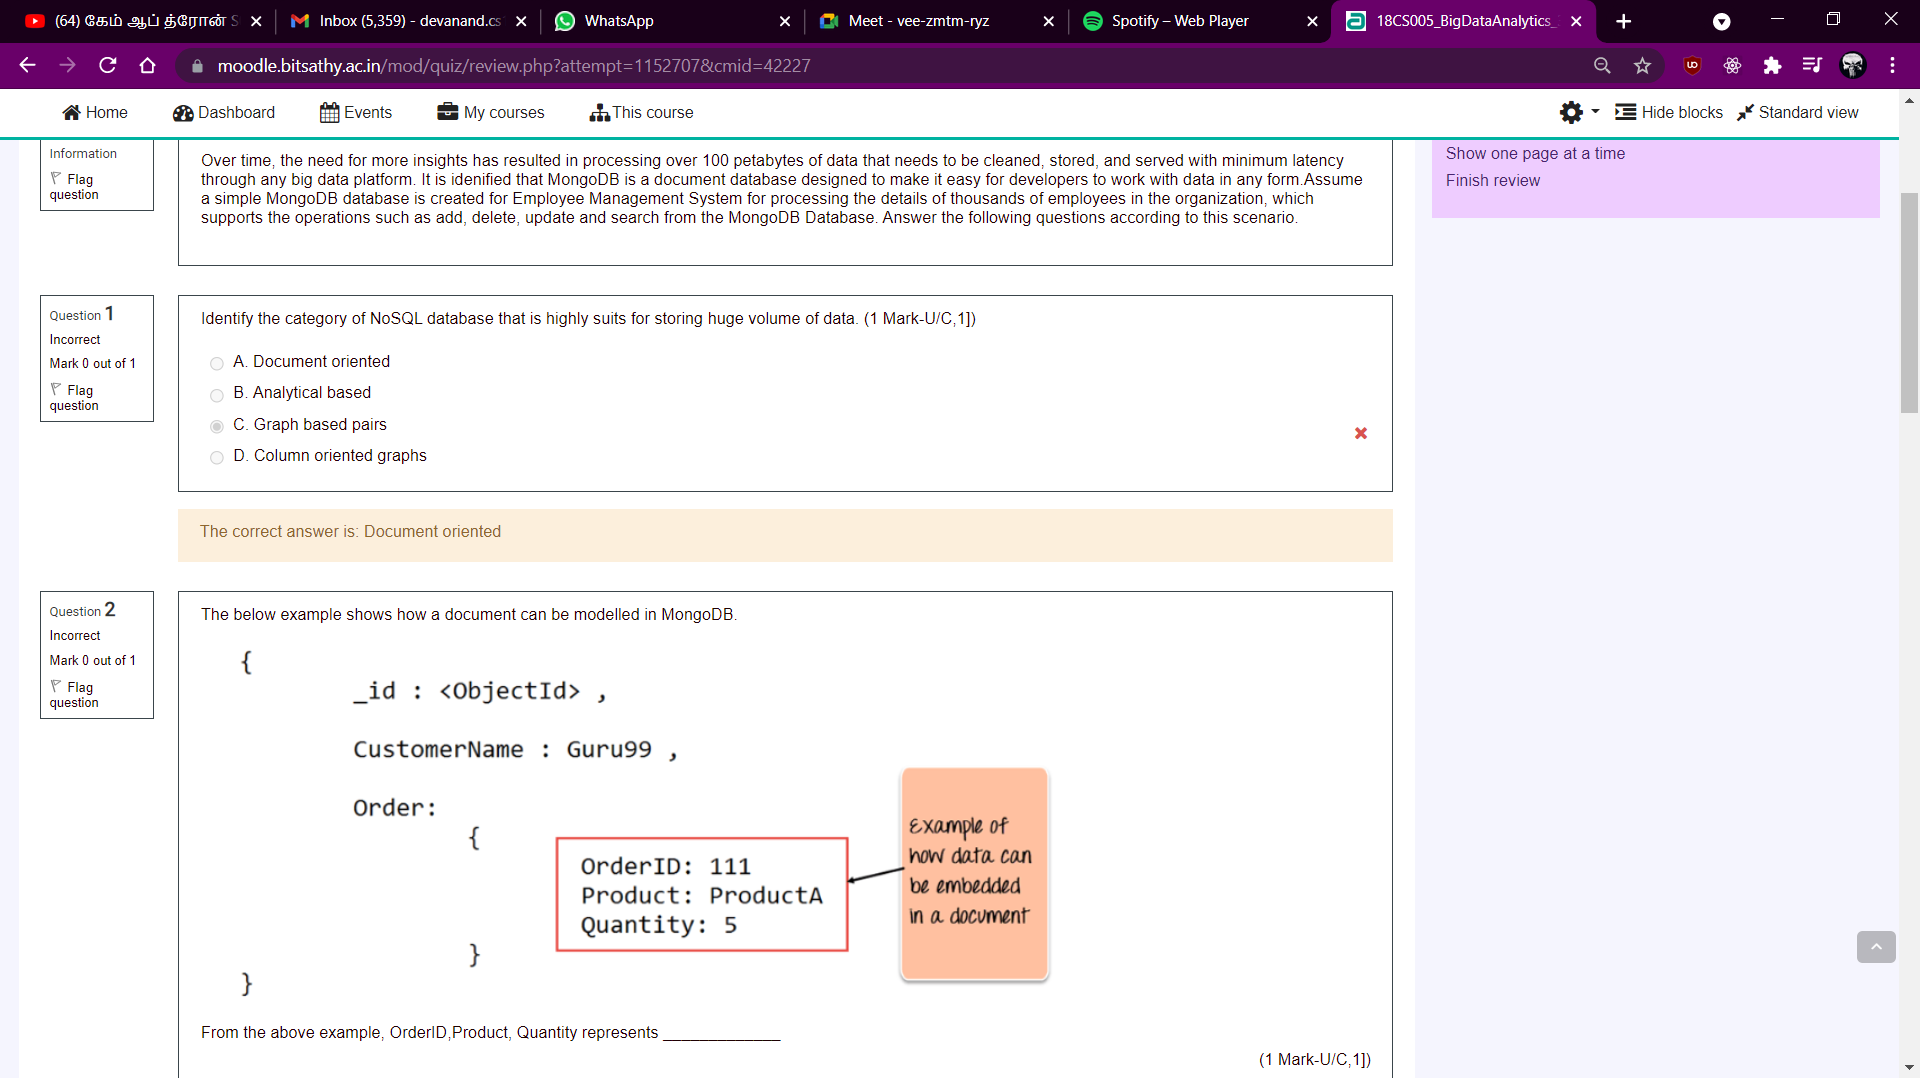 (64) கேம் ஆப் த்ரோன் S
Inbox (5,359) - devanand.cs
WhatsApp
Meet - vee-zmtm-ryz
Spotify – Web Player
18CS005_BigDataAnalytics_
moodle.bitsathy.ac.in/mod/quiz/review.php?attempt=1152707&cmid=42227
Home
Dashboard
Events
My courses
This course
Hide blocks
Standard view
Information
Flag
question
Over time, the need for more insights has resulted in processing over 100 petabytes of data that needs to be cleaned, stored, and served with minimum latency
through any big data platform. It is idenified that MongoDB is a document database designed to make it easy for developers to work with data in any form.Assume
a simple MongoDB database is created for Employee Management System for processing the details of thousands of employees in the organization, which
supports the operations such as add, delete, update and search from the MongoDB Database. Answer the following questions according to this scenario.
Show one page at a time
Finish review
Question 1
Incorrect
Mark 0 out of 1
Flag
question
Identify the category of NoSQL database that is highly suits for storing huge volume of data. (1 Mark-U/C,1])
A. Document oriented
B. Analytical based
C. Graph based pairs
D. Column oriented graphs
The correct answer is: Document oriented
Question 2
Incorrect
Mark 0 out of 1
Flag
question
The below example shows how a document can be modelled in MongoDB.
{
_id : <ObjectId> ,
CustomerName : Guru99 ,
Order:
{
OrderID: 111
Product: ProductA
Quantity: 5
}
}
Example of
how data can
be embedded
in a document
From the above example, OrderID,Product, Quantity represents _____________
(1 Mark-U/C,1])